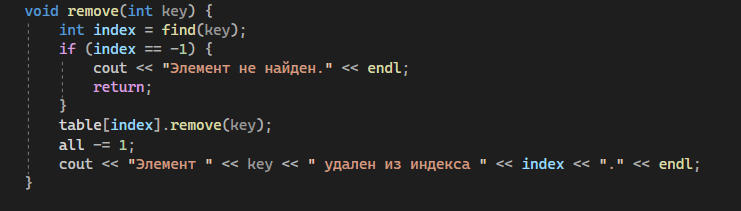 void remove(int key) {
int index = find(key);
if (index == -1) {
cout << "Элемент не найден." << endl;
return;
}
table[index].remove(key);
all -= 1;
cout << "Элемент " << key << " удален из индекса " << index << "." << endl;
}